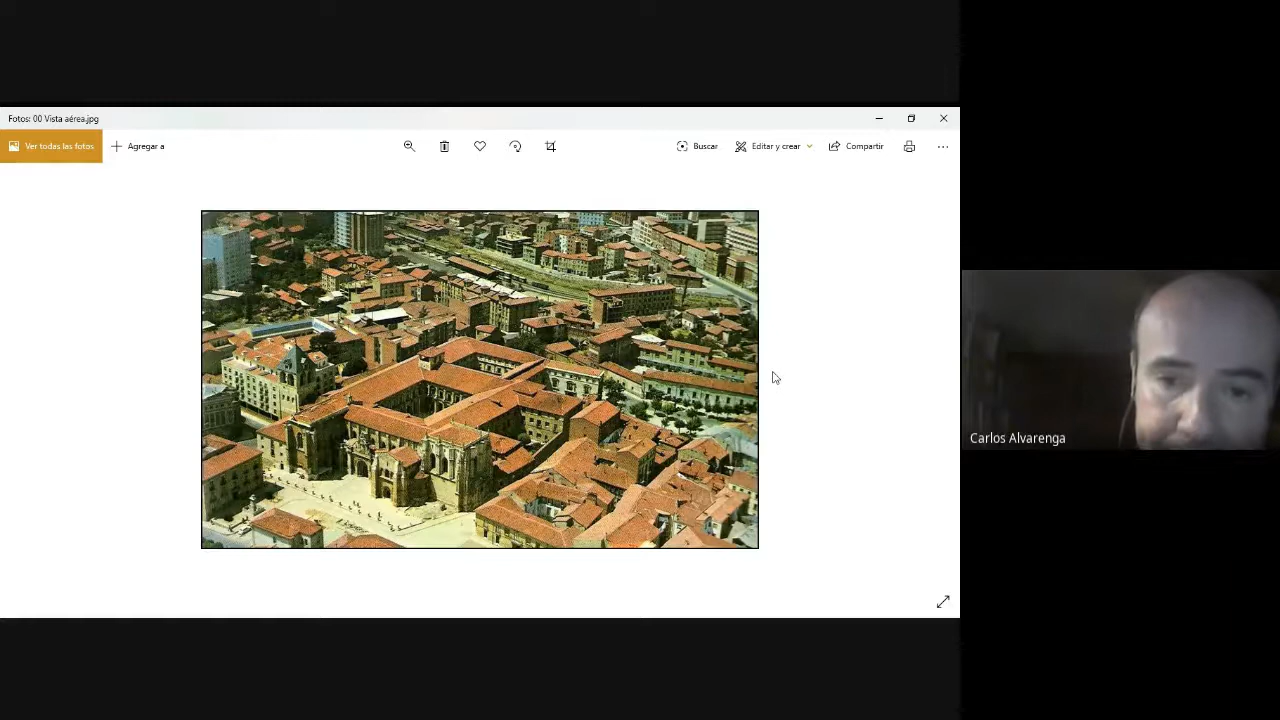 Fotos: 00 Vista aérea.jpg
Ver todas las fotos
Agregar a
Buscar
Editar y crear
Compartir
Carlos Alvarenga